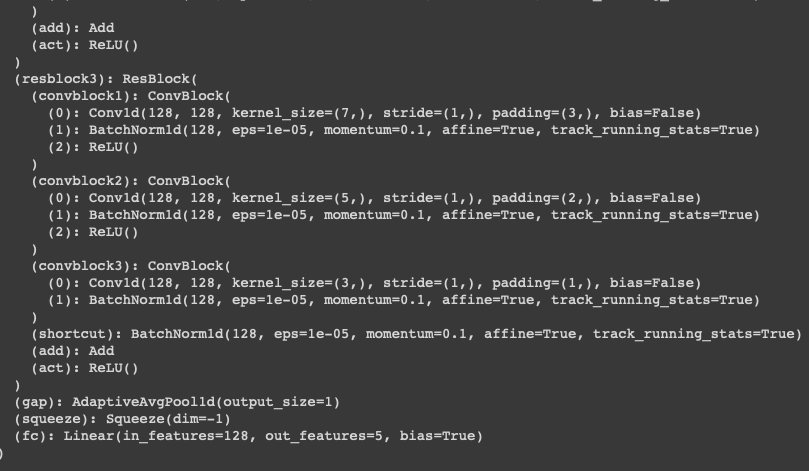 )
(add): Add
(act): ReLU()
)
(resblock3): ResBlock(
(convblock1): ConvBlock(
(0): Conv1d(128, 128, kernel_size=(7,), stride=(1,), padding=(3,), bias=False)
(1): BatchNorm1d(128, eps=1e-05, momentum=0.1, affine=True, track_running_stats=True)
(2): ReLU()
)
(convblock2): ConvBlock(
(0): Conv1d(128, 128, kernel_size=(5,), stride=(1,), padding=(2,), bias=False)
(1): BatchNorm1d(128, eps=1e-05, momentum=0.1, affine=True, track_running_stats=True)
(2): ReLU()
)
(convblock3): ConvBlock(
(0): Conv1d(128, 128, kernel_size=(3,), stride=(1,), padding=(1,), bias=False)
(1): BatchNorm1d(128, eps=1e-05, momentum=0.1, affine=True, track_running_stats=True)
)
(shortcut): BatchNorm1d(128, eps=1e-05, momentum=0.1, affine=True, track_running_stats=True)
(add): Add
(act): ReLU()
)
(gap): AdaptiveAvgPool1d(output_size=1)
(squeeze): Squeeze(dim=-1)
(fc): Linear(in_features=128, out_features=5, bias=True)
)